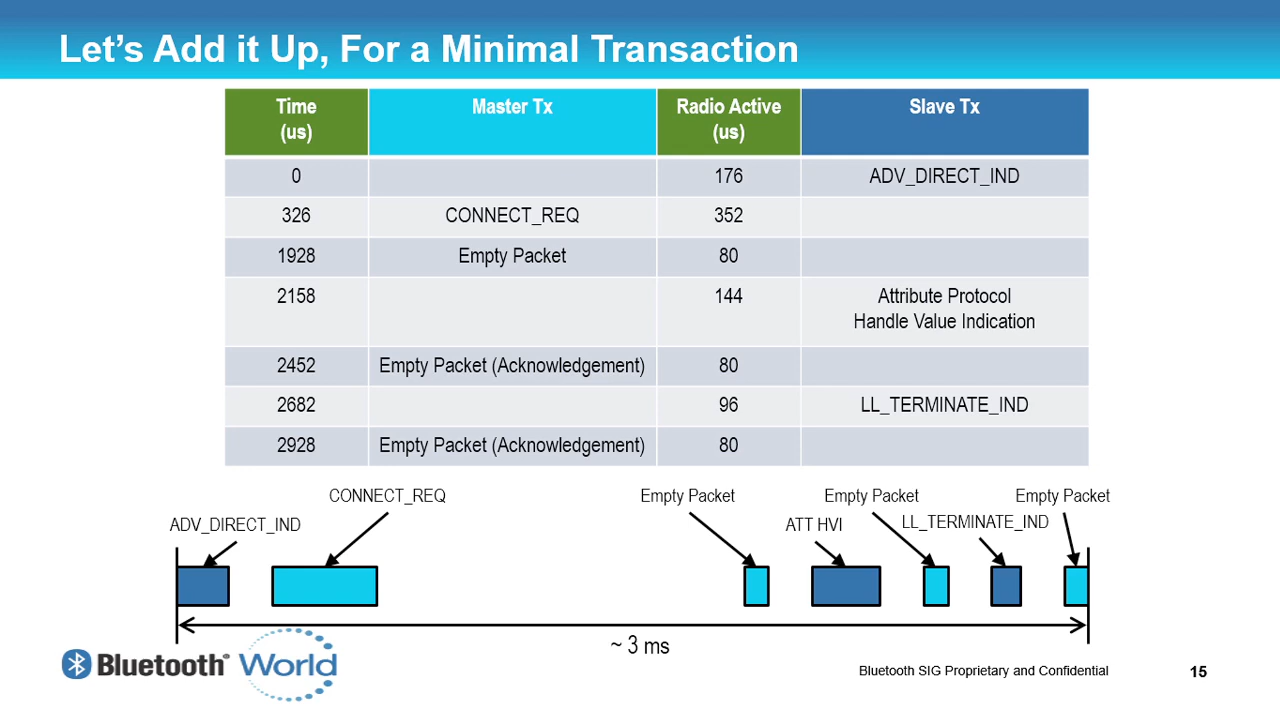 Let's Add it Up, For a Minimal Transaction
Time Master Tx Radio Active Slave Tx
(us) (us)
0 176 ADV_DIRECT_IND
326 CONNECT_REQ 352
1928 Empty Packet 80
2158 144 Attribute Protocol
Handle Value Indication
2452 Empty Packet (Acknowledgement) 80
2682 96 LL_TERMINATE_IND
2928 Empty Packet (Acknowledgement) 80
CONNECT_REQ Empty Packet Empty Packet Empty Packet
ADV_DIRECT_IND ATT HVI LL_TERMINATE_IND
~ 3 ms
Bluetooth World
Bluetooth SIG Proprietary and Confidential 15